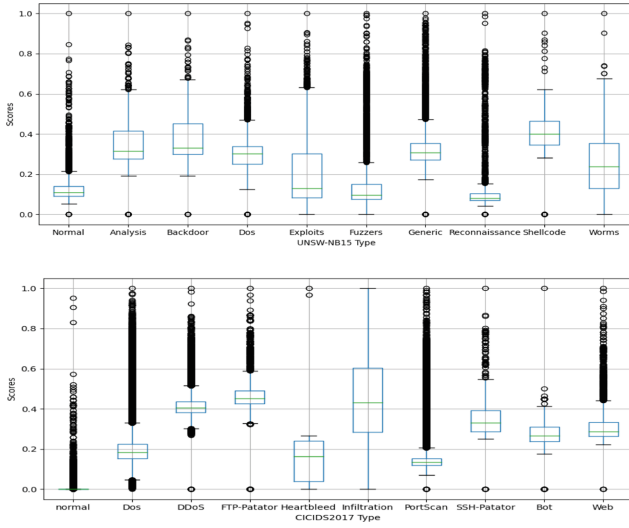 1.0
0.8
0.6
0.4
0.2
0.0
Scores
Normal Analysis Backdoor Dos Exploits Fuzzers Generic Reconnaissance Shellcode Worms
UNSW-NB15 Type
1.0
0.8
0.6
0.4
0.2
0.0
Scores
normal Dos DDoS FTP-Patator Heartbleed Infiltration PortScan SSH-Patator Bot Web
CICIDS2017 Type